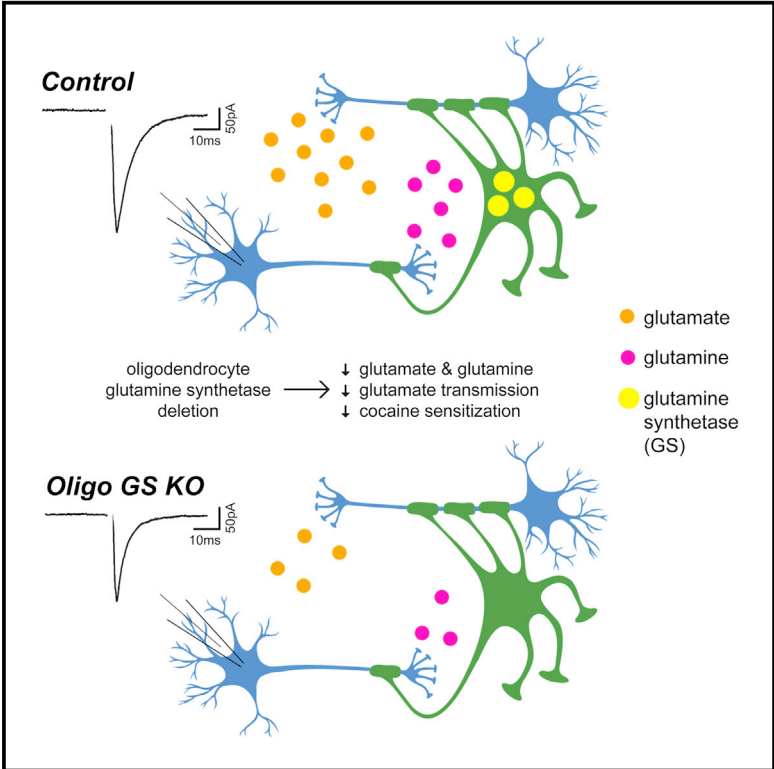 Control
50pA
10ms
glutamate
glutamine
glutamine
synthetase
(GS)
oligodendrocyte
glutamine synthetase
deletion
↓ glutamate & glutamine
↓ glutamate transmission
↓ cocaine sensitization
Oligo GS KO
50pA
10ms